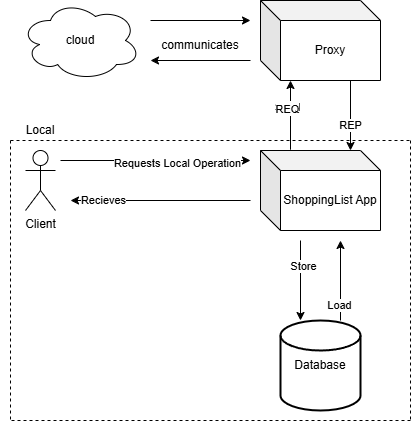 cloud
communicates
Proxy
REQ
REP
Local
Requests Local Operation
ShoppingList App
Recieves
Client
Store
Load
Database